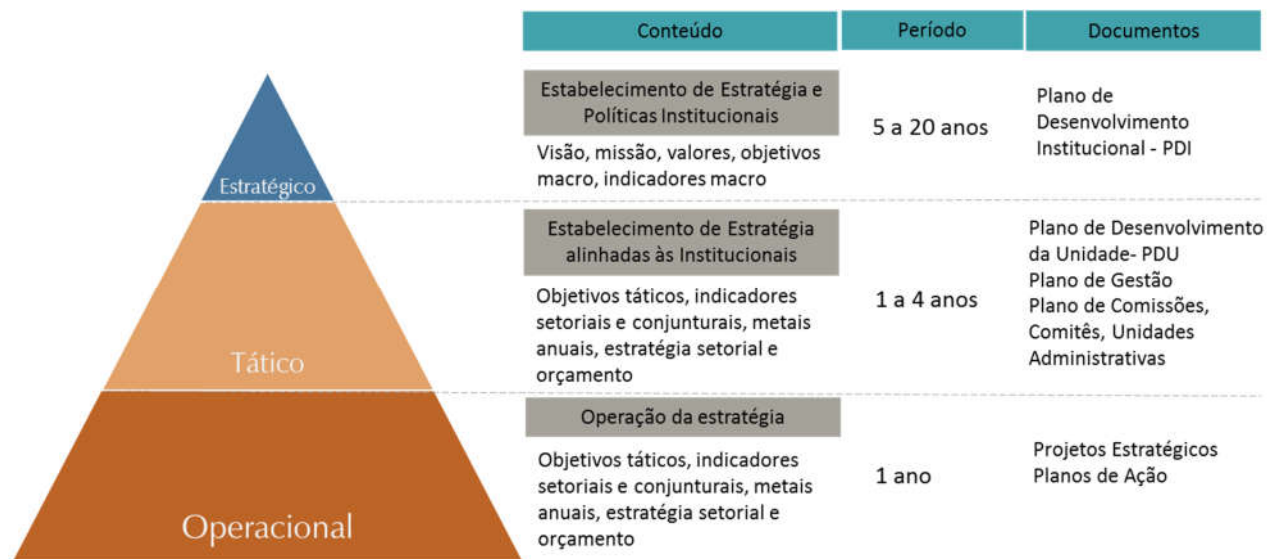 Conteúdo
Período
Documentos
Estabelecimento de Estratégia e
Políticas Institucionais
Visão, missão, valores, objetivos
macro, indicadores macro
5 a 20 anos
Plano de
Desenvolvimento
Institucional - PDI
Estratégico
Estabelecimento de Estratégia
alinhadas às Institucionais
Objetivos táticos, indicadores
setoriais e conjunturais, metais
anuais, estratégia setorial e
orçamento
1 a 4 anos
Plano de Desenvolvimento
da Unidade- PDU
Plano de Gestão
Plano de Comissões,
Comitês, Unidades
Administrativas
Tático
Operação da estratégia
Objetivos táticos, indicadores
setoriais e conjunturais, metais
anuais, estratégia setorial e
orçamento
1 ano
Projetos Estratégicos
Planos de Ação
Operacional